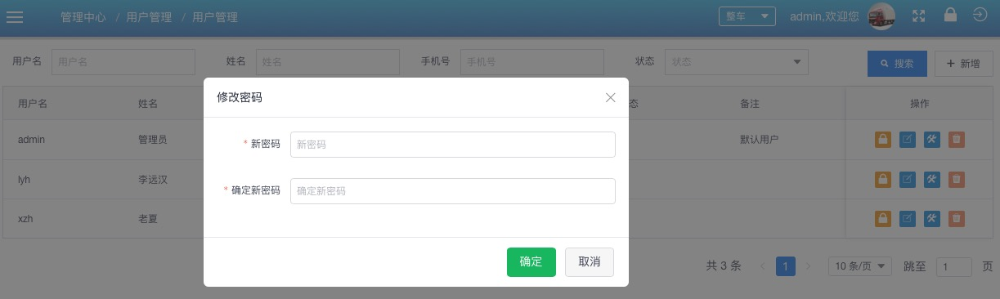 管理中心 / 用户管理 / 用户管理 整车 admin,欢迎您
用户名 用户名 姓名 姓名 手机号 手机号 状态 状态 搜索 新增
修改密码
用户名 姓名 态 备注 操作
admin 管理员 默认用户
* 新密码 新密码
lyh 李远汉
* 确定新密码 确定新密码
xzh 老夏
确定 取消
共 3 条 1 10 条/页 跳至 1 页